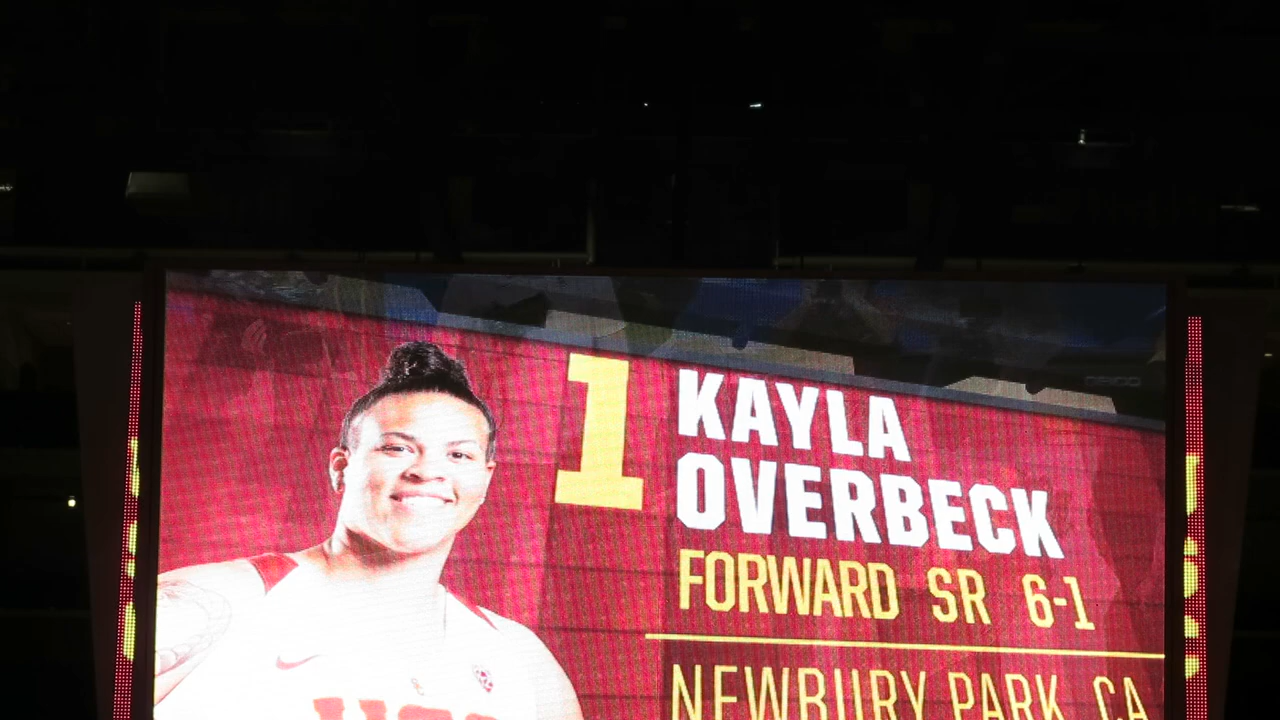 1
KAYLA
OVERBECK
FORWARD SR 6-1
NEWBURY PARK, CA